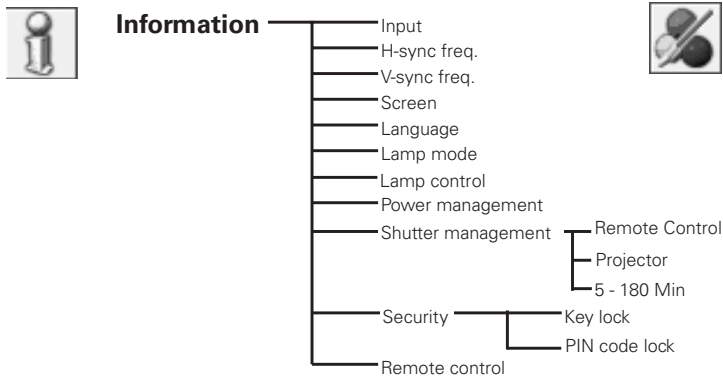 Information
Input
H-sync freq.
V-sync freq.
Screen
Language
Lamp mode
Lamp control
Power management
Shutter management
Remote Control
Projector
5 - 180 Min
Security
Key lock
PIN code lock
Remote control